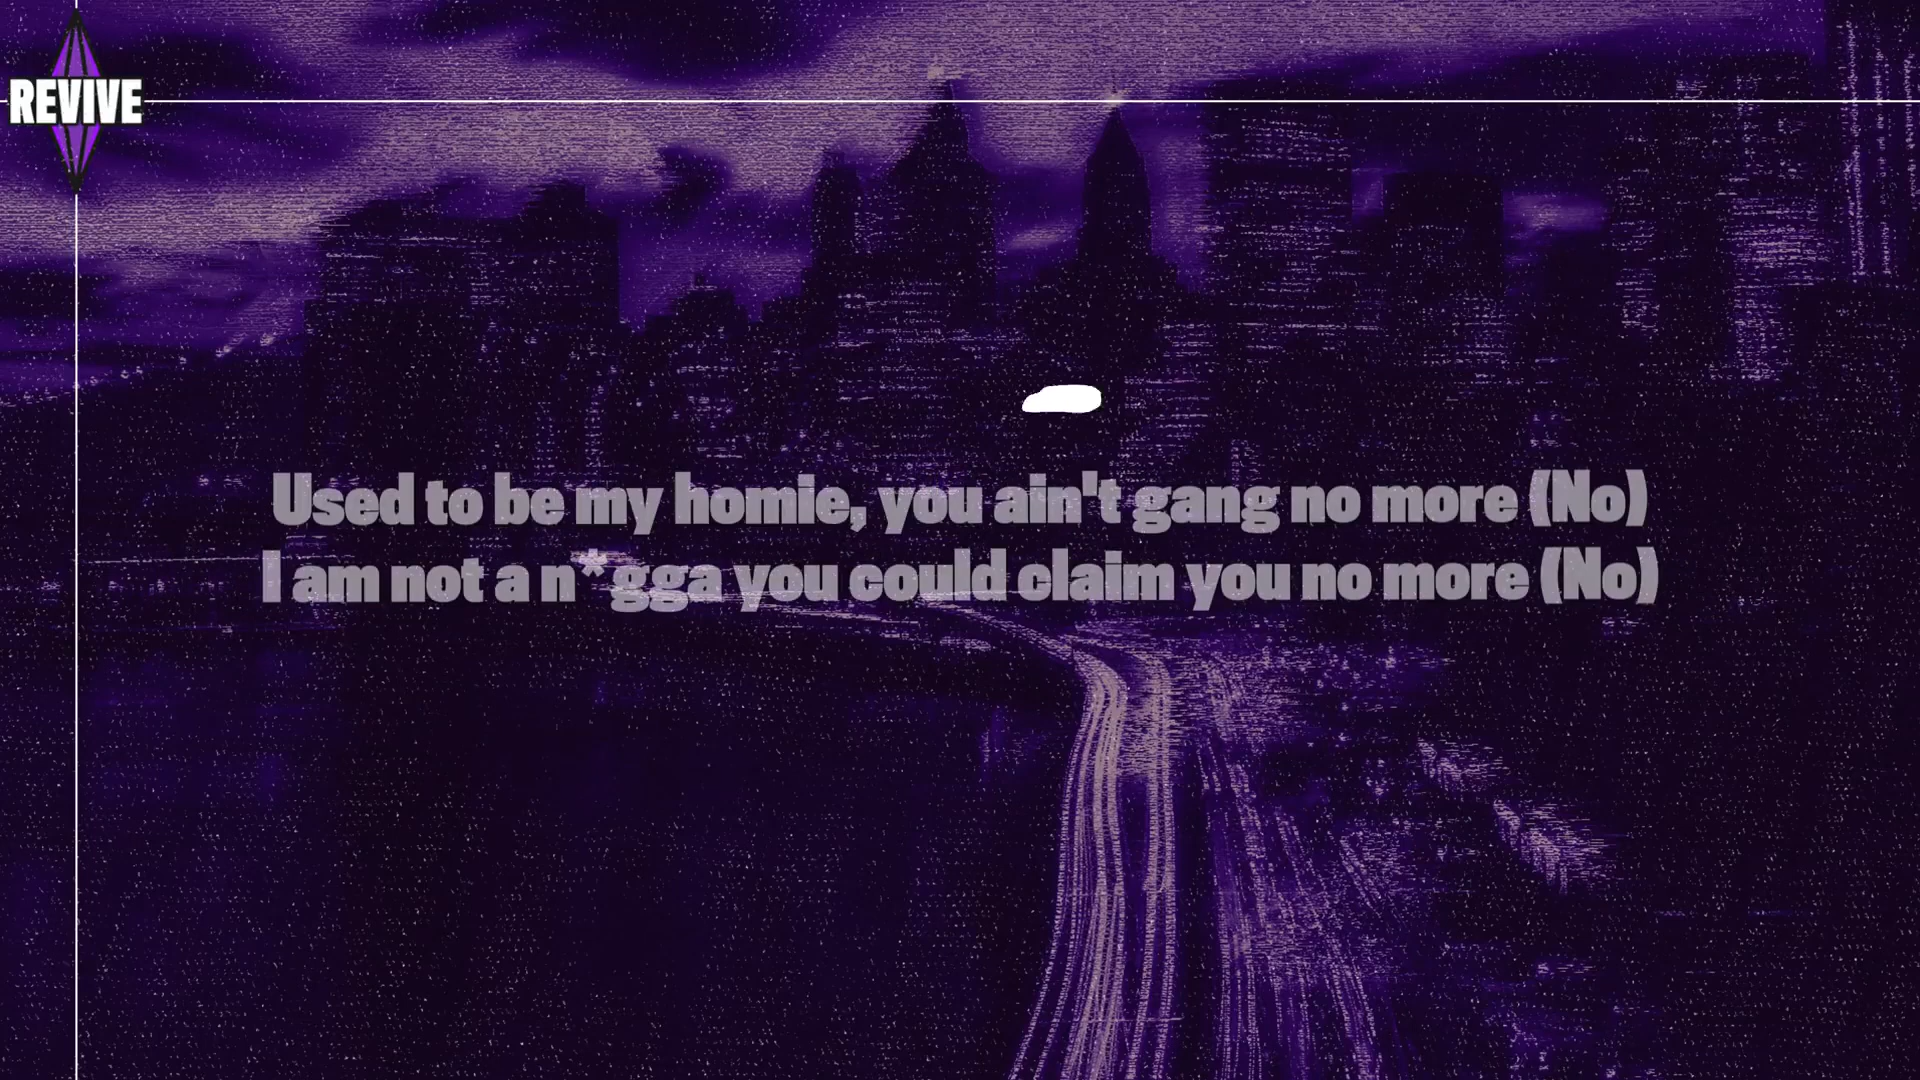 REVIVE
Used to be my homie, you ain't gang no more (No)
I am not a n*gga you could claim you no more (No)